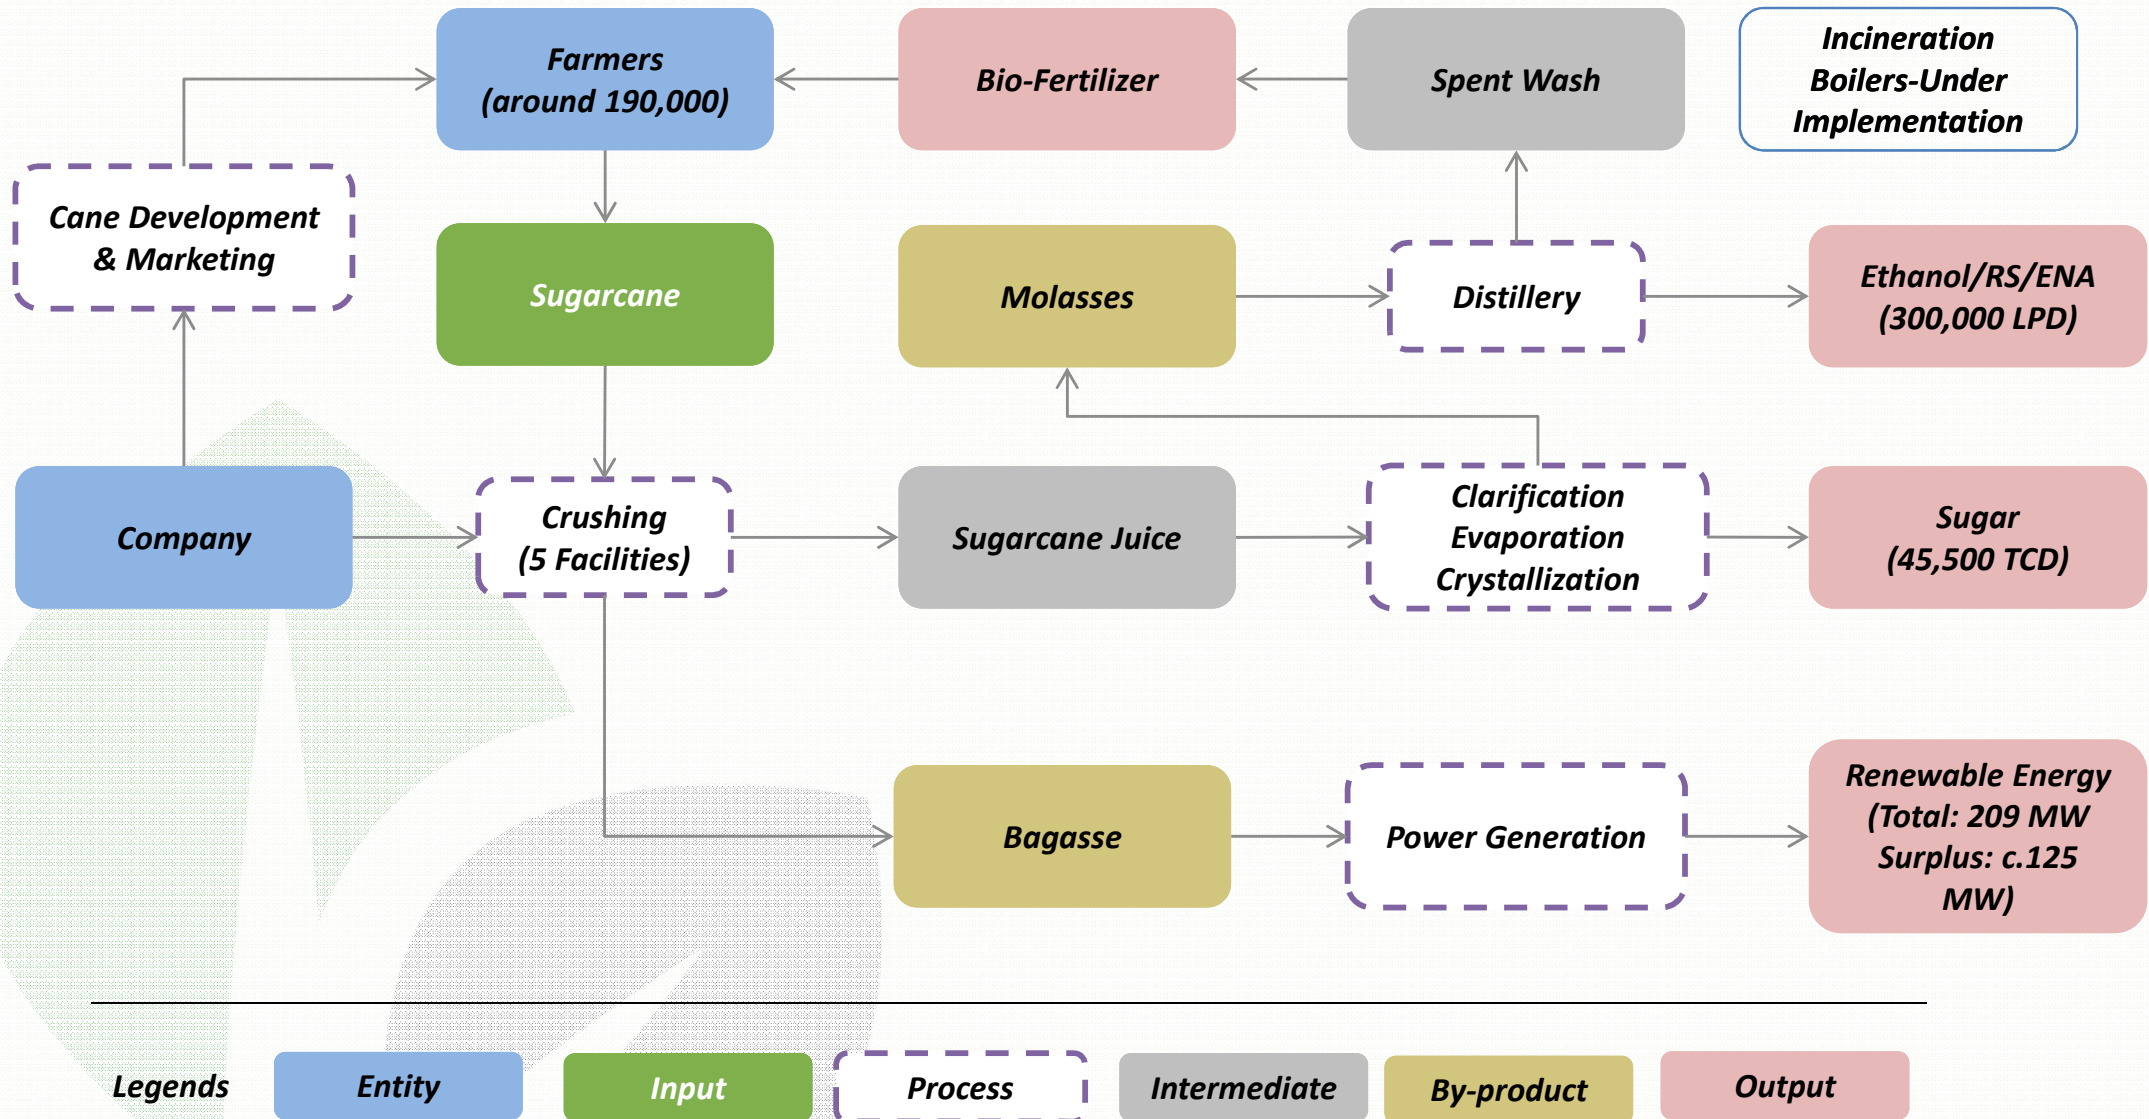 Farmers
(around 190,000)
Bio-Fertilizer
Spent Wash
Incineration
Boilers-Under
Implementation
Cane Development
& Marketing
Sugarcane
Molasses
Distillery
Ethanol/RS/ENA
(300,000 LPD)
Company
Crushing
(5 Facilities)
Sugarcane Juice
Clarification
Evaporation
Crystallization
Sugar
(45,500 TCD)
Bagasse
Power Generation
Renewable Energy
(Total: 209 MW
Surplus: c.125
MW)
Legends
Entity
Input
Process
Intermediate
By-product
Output